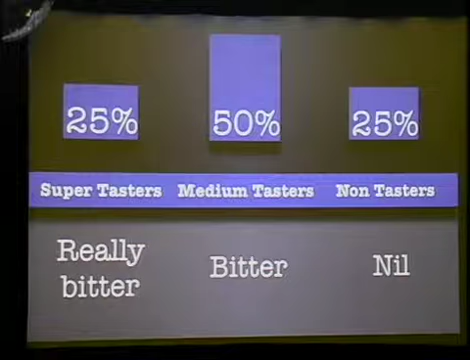 25% 50% 25%
Super Tasters Medium Tasters Non Tasters
Really bitter Bitter Nil